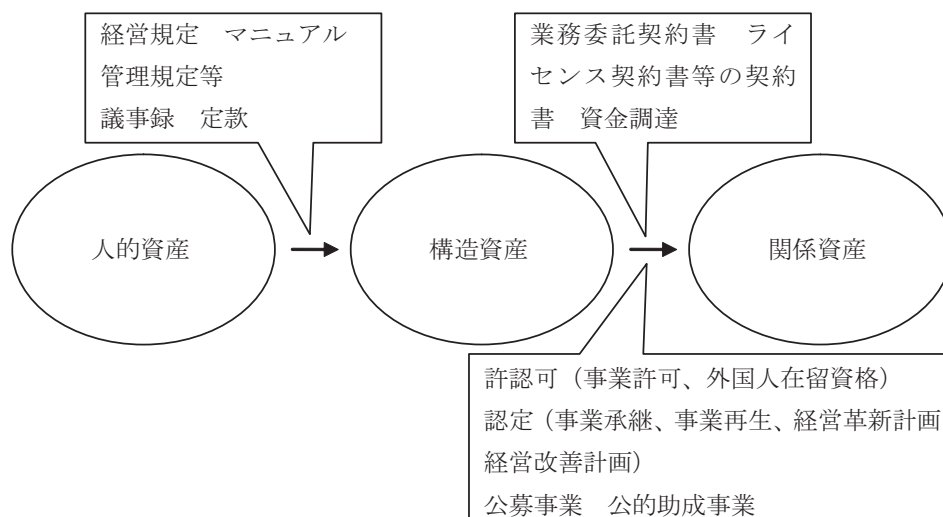 経営規定　マニュアル
管理規定等
議事録　定款
業務委託契約書　ライ
センス契約書等の契約
書　資金調達
人的資産
構造資産
関係資産
許認可（事業許可、外国人在留資格）
認定（事業承継、事業再生、経営革新計画
経営改善計画）
公募事業　公的助成事業